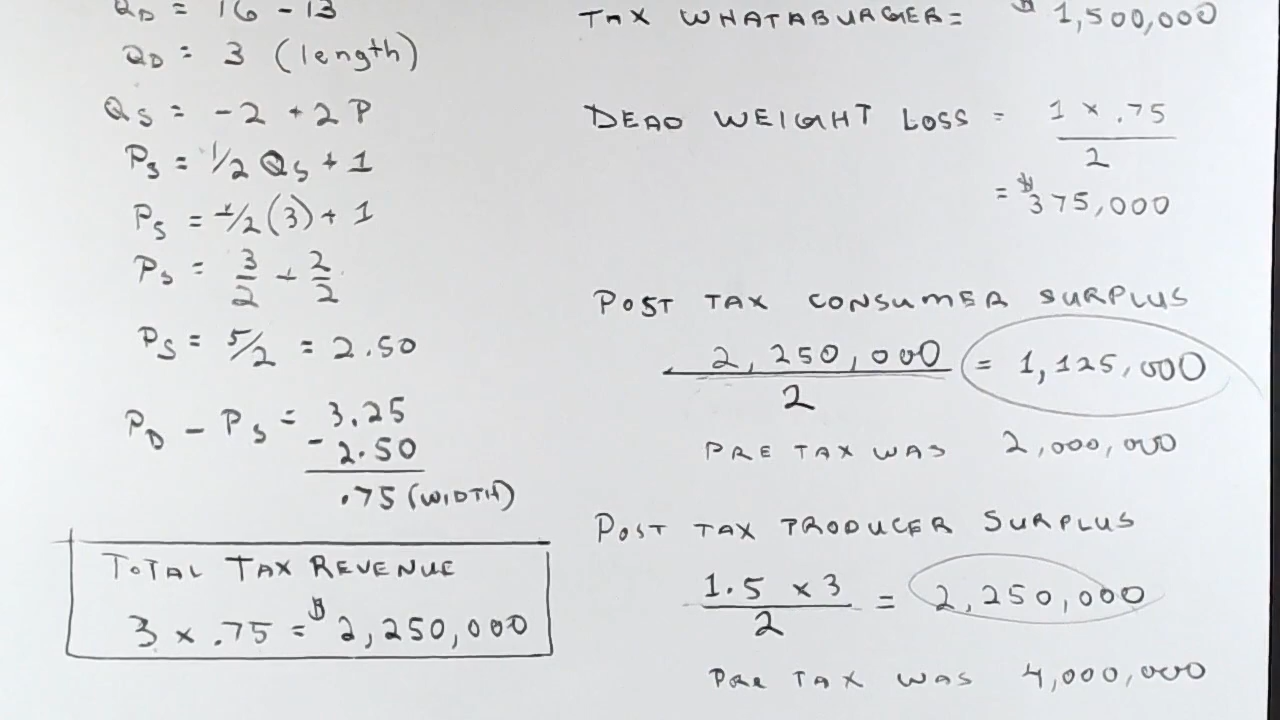 QD = 16 - 13
QD = 3 (length)
QS = -2 + 2P
PS = 1/2 QS + 1
PS = 1/2 (3) + 1
PS = 3/2 + 2/2
PS = 5/2 = 2.50
PD - PS = 3.25
- 2.50
.75 (WIDTH)
TOTAL TAX REVENUE
3 x .75 = $2,250,000
TAX WHATABURGER = $1,500,000
DEAD WEIGHT LOSS = 1 x .75
2
= $375,000
POST TAX CONSUMER SURPLUS
2,250,000 = 1,125,000
2
PRE TAX WAS 2,000,000
POST TAX PRODUCER SURPLUS
1.5 x 3 = 2,250,000
2
PRE TAX WAS 4,000,000